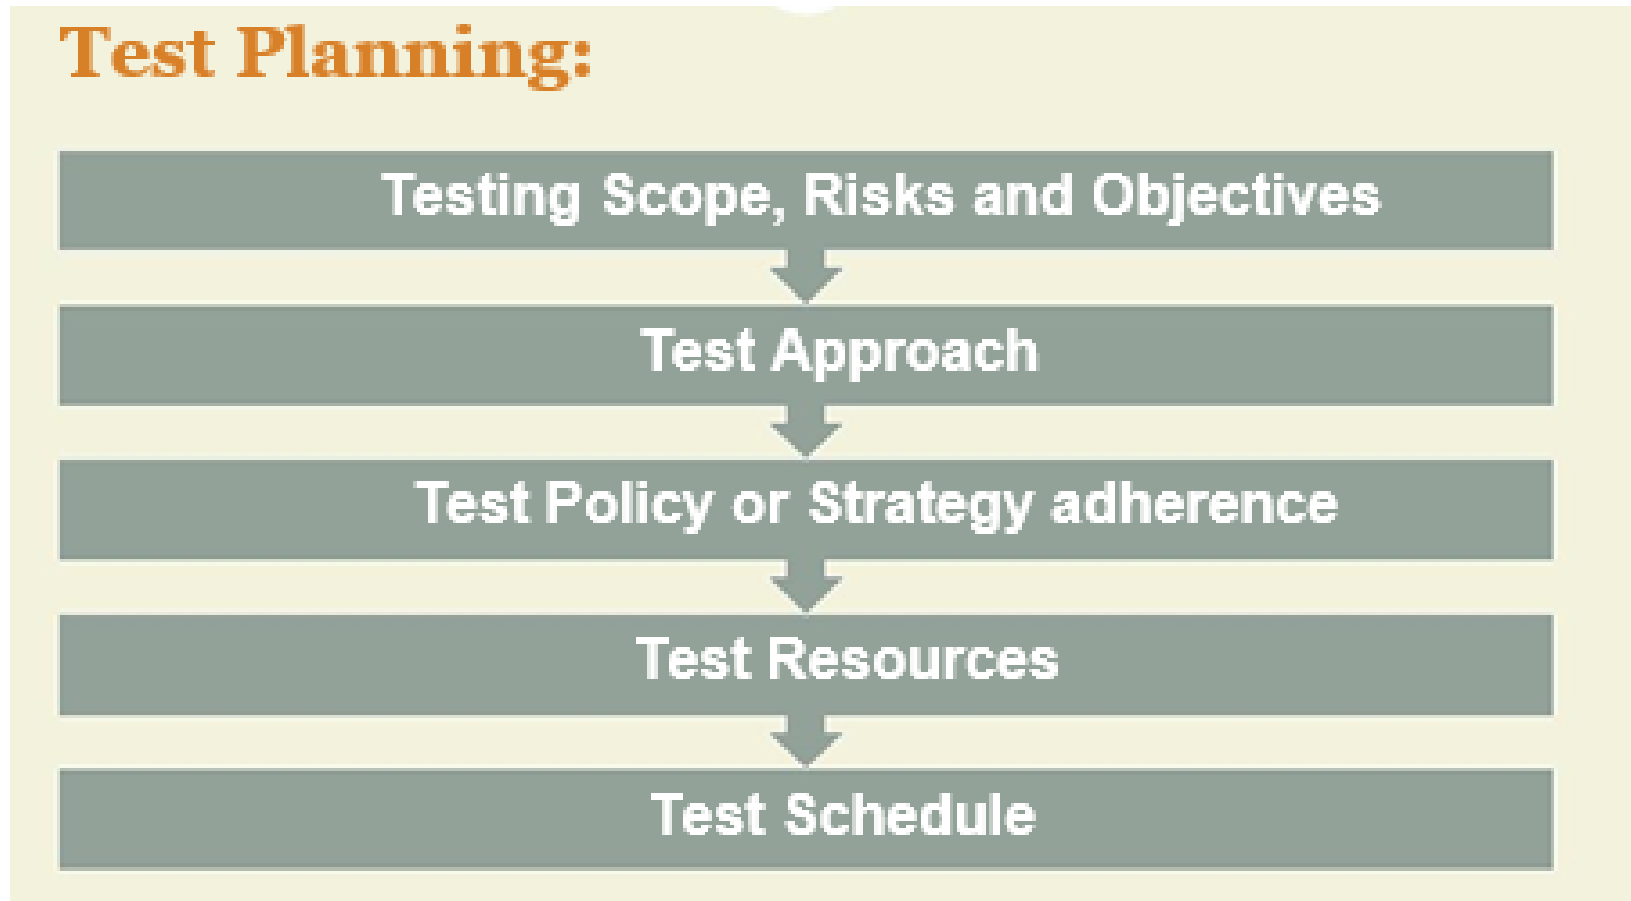 Test Planning:
Testing Scope, Risks and Objectives
Test Approach
Test Policy or Strategy adherence
Test Resources
Test Schedule